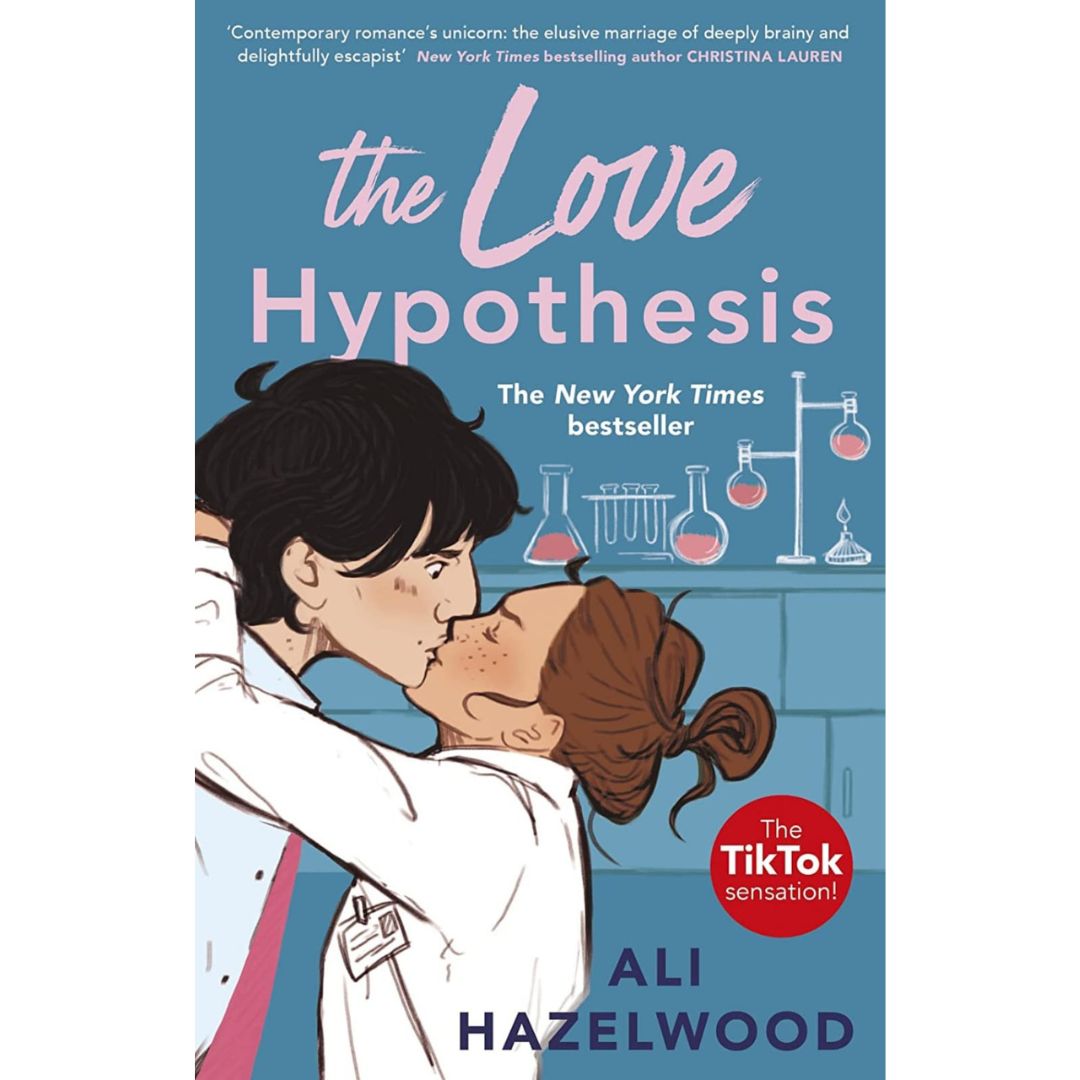 ‘Contemporary romance’s unicorn: the elusive marriage of deeply brainy and
delightfully escapist’ New York Times bestselling author CHRISTINA LAUREN
the Love
Hypothesis
The New York Times
bestseller
The
TikTok
sensation!
ALI
HAZELWOOD